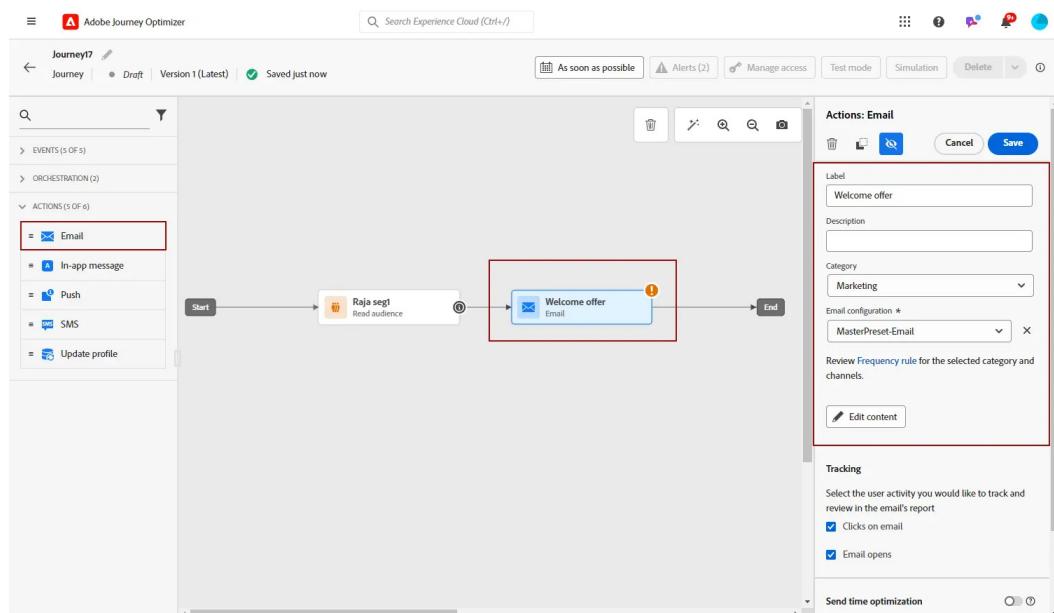 Adobe Journey Optimizer
Search Experience Cloud (Ctrl+/)
9+
Journey17
Journey
Draft
Version 1 (Latest)
Saved just now
As soon as possible
Alerts (2)
Manage access
Test mode
Simulation
Delete
EVENTS (5 OF 5)
ORCHESTRATION (2)
ACTIONS (5 OF 6)
Email
In-app message
Push
SMS
SMS
Update profile
Start
Raja seg1
Read audience
Welcome offer
Email
End
Actions: Email
Cancel
Save
Label
Welcome offer
Description
Category
Marketing
Email configuration *
MasterPreset-Email
Review Frequency rule for the selected category and
channels.
Edit content
Tracking
Select the user activity you would like to track and
review in the email's report
Clicks on email
Email opens
Send time optimization